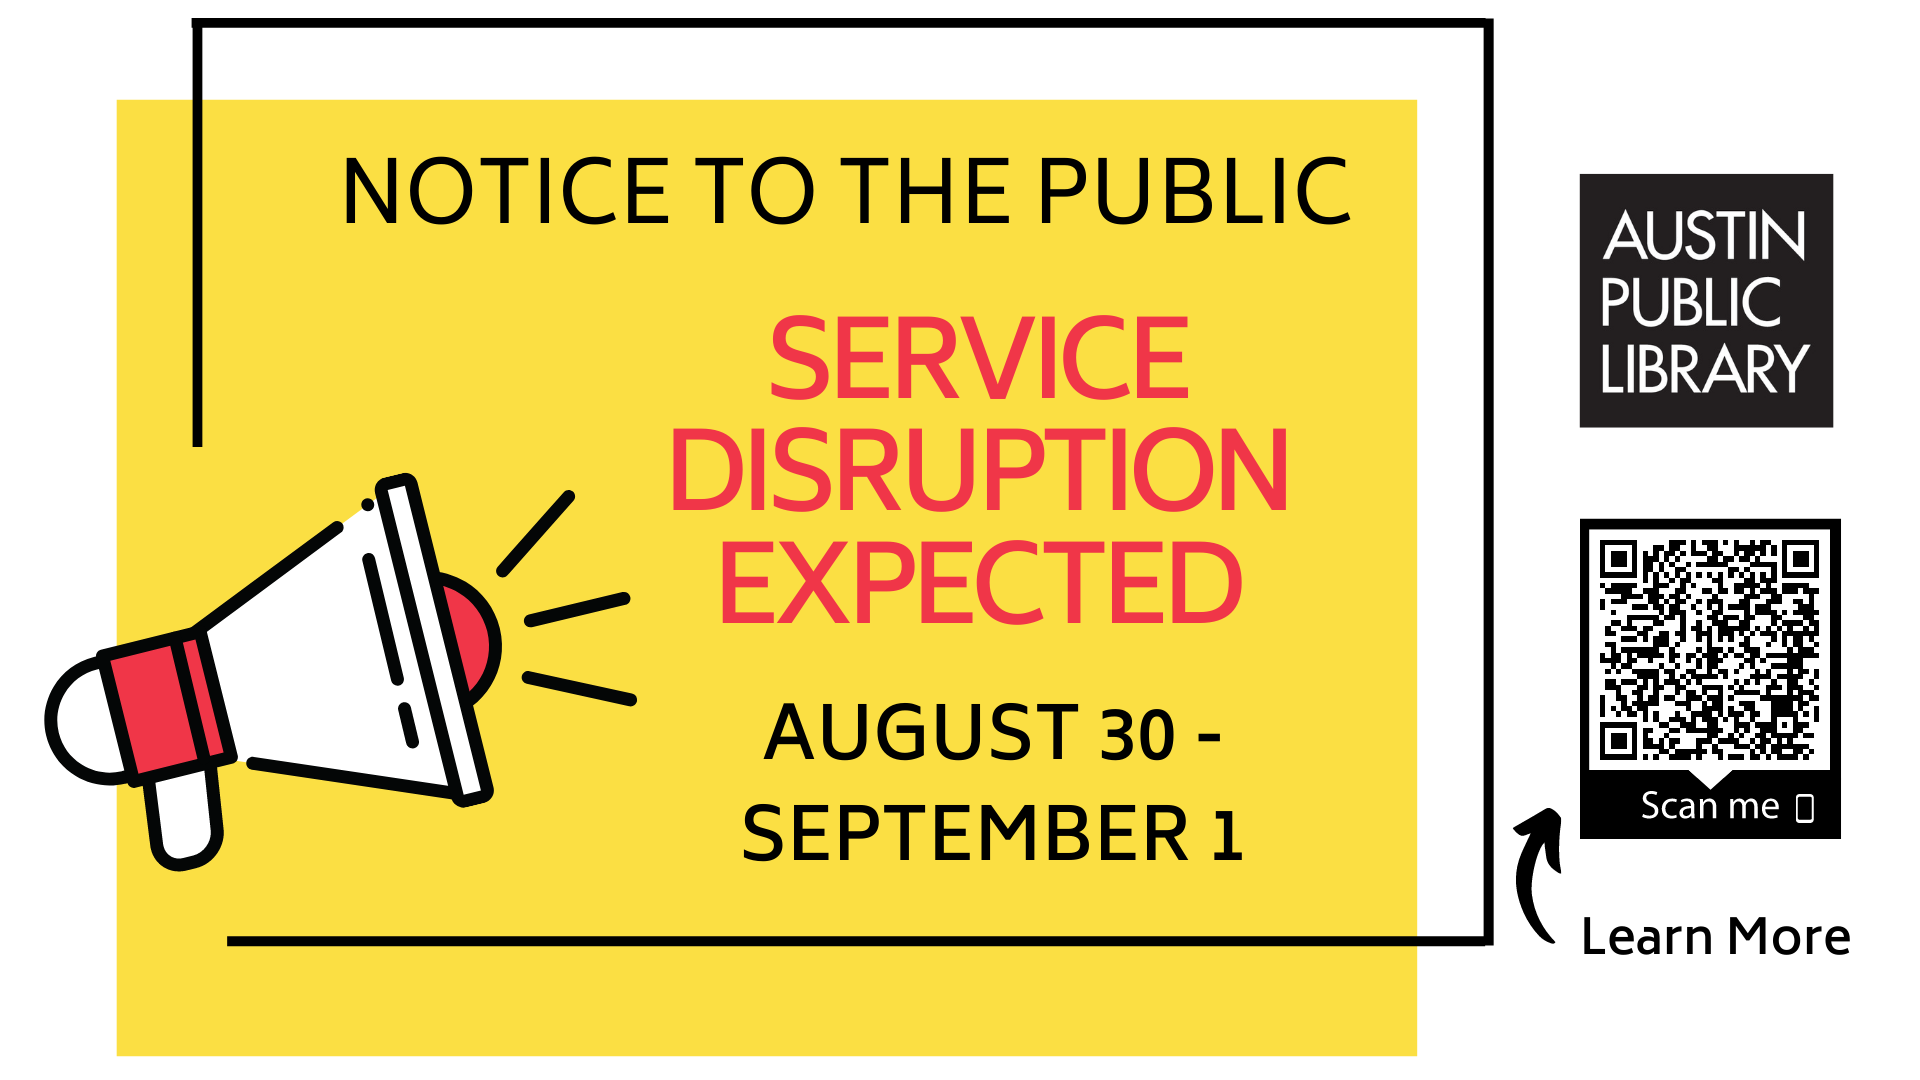 NOTICE TO THE PUBLIC
SERVICE
DISRUPTION
EXPECTED
AUGUST 30 -
SEPTEMBER 1
AUSTIN
PUBLIC
LIBRARY
Scan me
Learn More